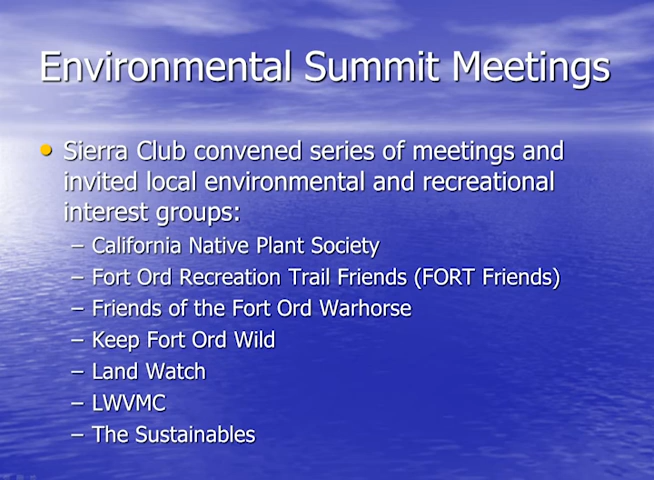 Environmental Summit Meetings
• Sierra Club convened series of meetings and
invited local environmental and recreational
interest groups:
– California Native Plant Society
– Fort Ord Recreation Trail Friends (FORT Friends)
– Friends of the Fort Ord Warhorse
– Keep Fort Ord Wild
– Land Watch
– LWVMC
– The Sustainables